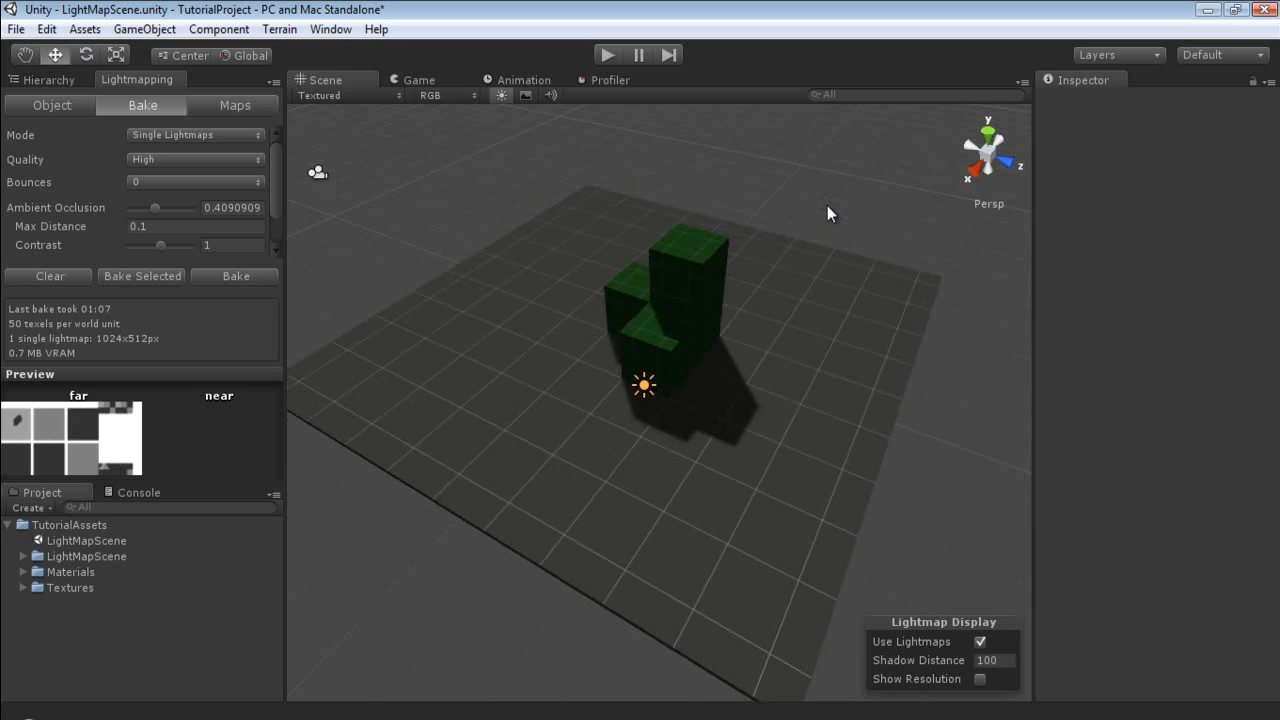 Unity - LightMapScene.unity - TutorialProject - PC and Mac Standalone*
File Edit Assets GameObject Component Terrain Window Help
Center Global Layers Default
Hierarchy Lightmapping Scene Game Animation Profiler Inspector
Textured RGB All
Object Bake Maps
Mode Single Lightmaps
Quality High
Bounces 0
Ambient Occlusion 0.4090909
Max Distance 0.1
Contrast 1
Clear Bake Selected Bake
Last bake took 01:07
50 texels per world unit
1 single lightmap: 1024x512px
0.7 MB VRAM
Preview
far near
Project Console
Create All
TutorialAssets
LightMapScene
LightMapScene
Materials
Textures
y
x z
Persp
Lightmap Display
Use Lightmaps
Shadow Distance 100
Show Resolution